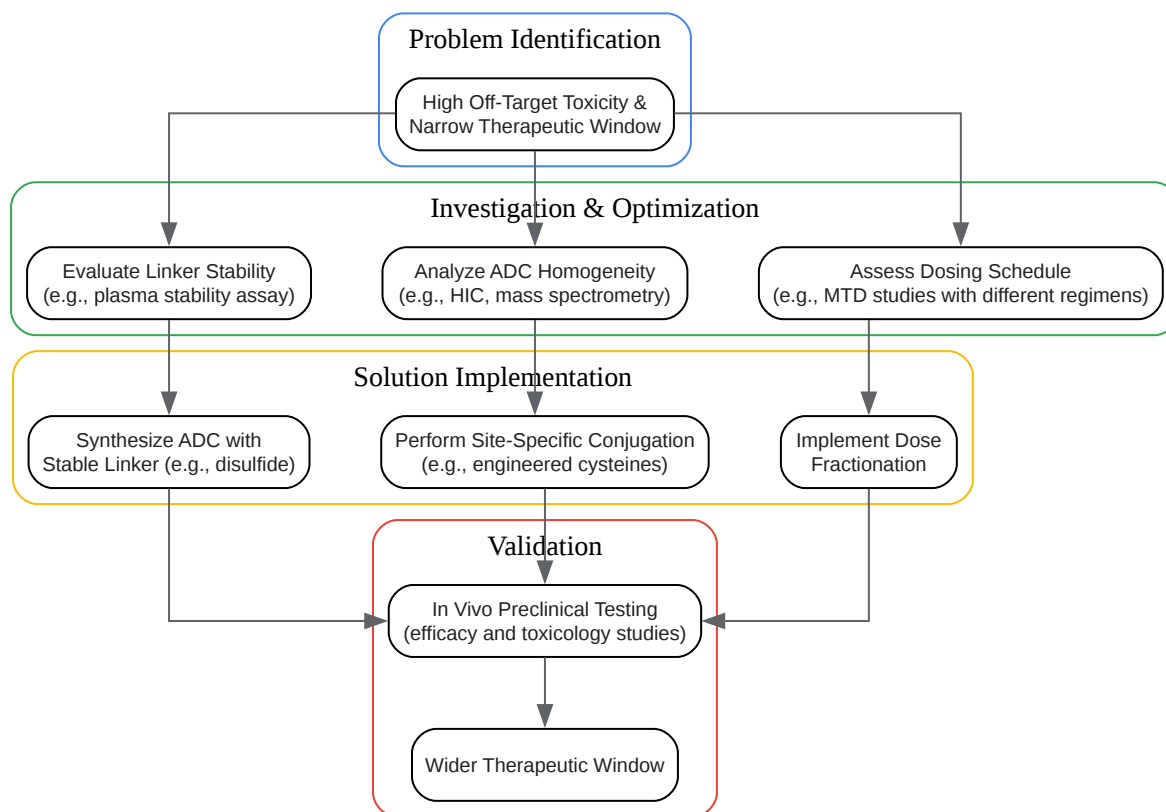 Problem Identification
High Off-Target Toxicity &
Narrow Therapeutic Window
Investigation & Optimization
Evaluate Linker Stability
(e.g., plasma stability assay)
Analyze ADC Homogeneity
(e.g., HIC, mass spectrometry)
Assess Dosing Schedule
(e.g., MTD studies with different regimens)
Solution Implementation
Synthesize ADC with
Stable Linker (e.g., disulfide)
Perform Site-Specific Conjugation
(e.g., engineered cysteines)
Implement Dose
Fractionation
Validation
In Vivo Preclinical Testing
(efficacy and toxicology studies)
Wider Therapeutic Window